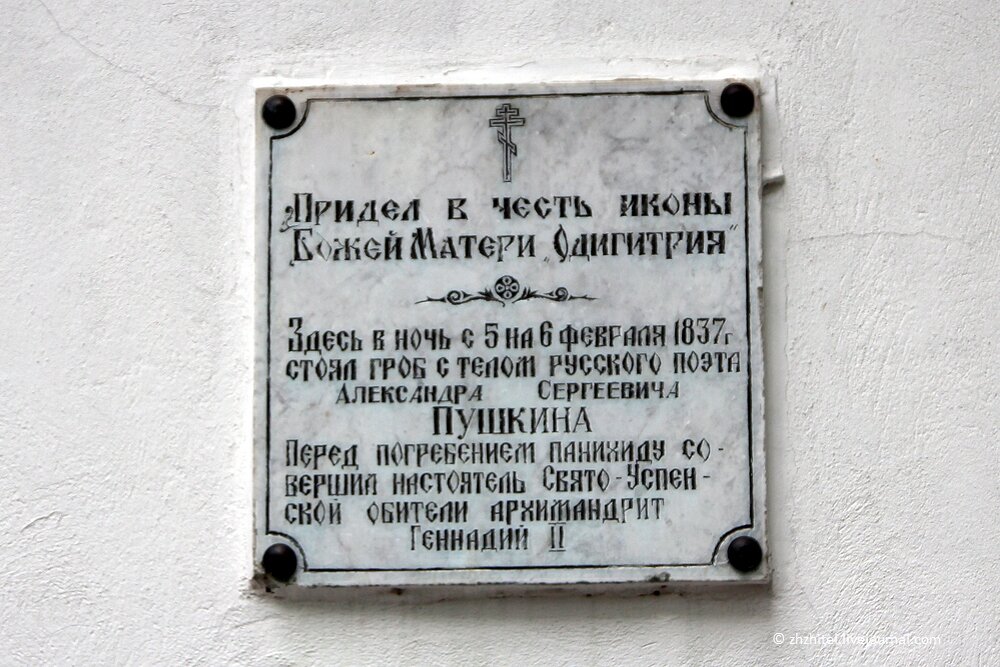 Придел в честь иконы
Божей Матери „Одигитрия"
Здесь в ночь с 5 на 6 февраля 1837г
стоял гроб с телом русского поэта
Александра Сергеевича
ПУШКИНА
Перед погребением панихиду со-
вершил настоятель Свято-Успен-
ской обители архимандрит
Геннадий II
© zhzhitel.livejournal.com